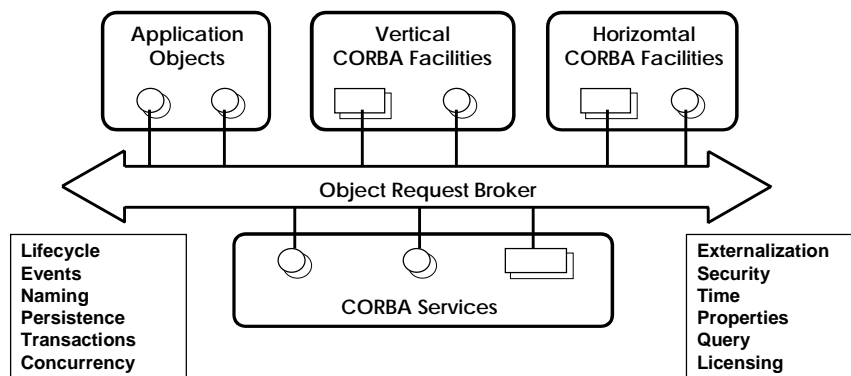 Application
Objects
Vertical
CORBA Facilities
Horizomtal
CORBA Facilities
Object Request Broker
Lifecycle
Events
Naming
Persistence
Transactions
Concurrency
CORBA Services
Externalization
Security
Time
Properties
Query
Licensing